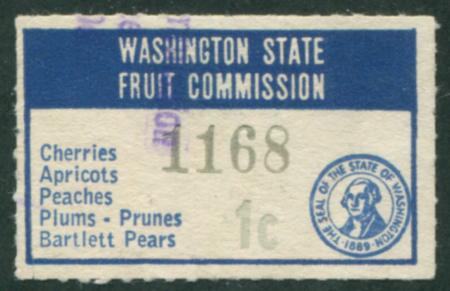 WASHINGTON STATE
FRUIT COMMISSION
1168
Cherries
Apricots
Peaches
Plums - Prunes
Bartlett Pears
1c
THE SEAL OF THE STATE OF WASHINGTON
1889